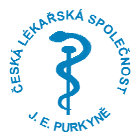 ČESKÁ LÉKAŘSKÁ SPOLEČNOST
J. E. PURKYNĚ